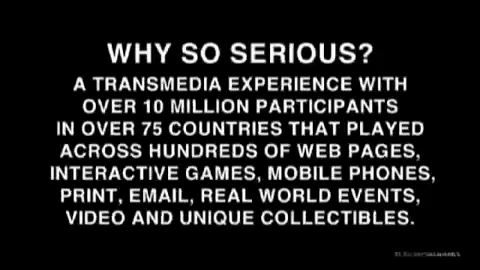 WHY SO SERIOUS?
A TRANSMEDIA EXPERIENCE WITH
OVER 10 MILLION PARTICIPANTS
IN OVER 75 COUNTRIES THAT PLAYED
ACROSS HUNDREDS OF WEB PAGES,
INTERACTIVE GAMES, MOBILE PHONES,
PRINT, EMAIL, REAL WORLD EVENTS,
VIDEO AND UNIQUE COLLECTIBLES.